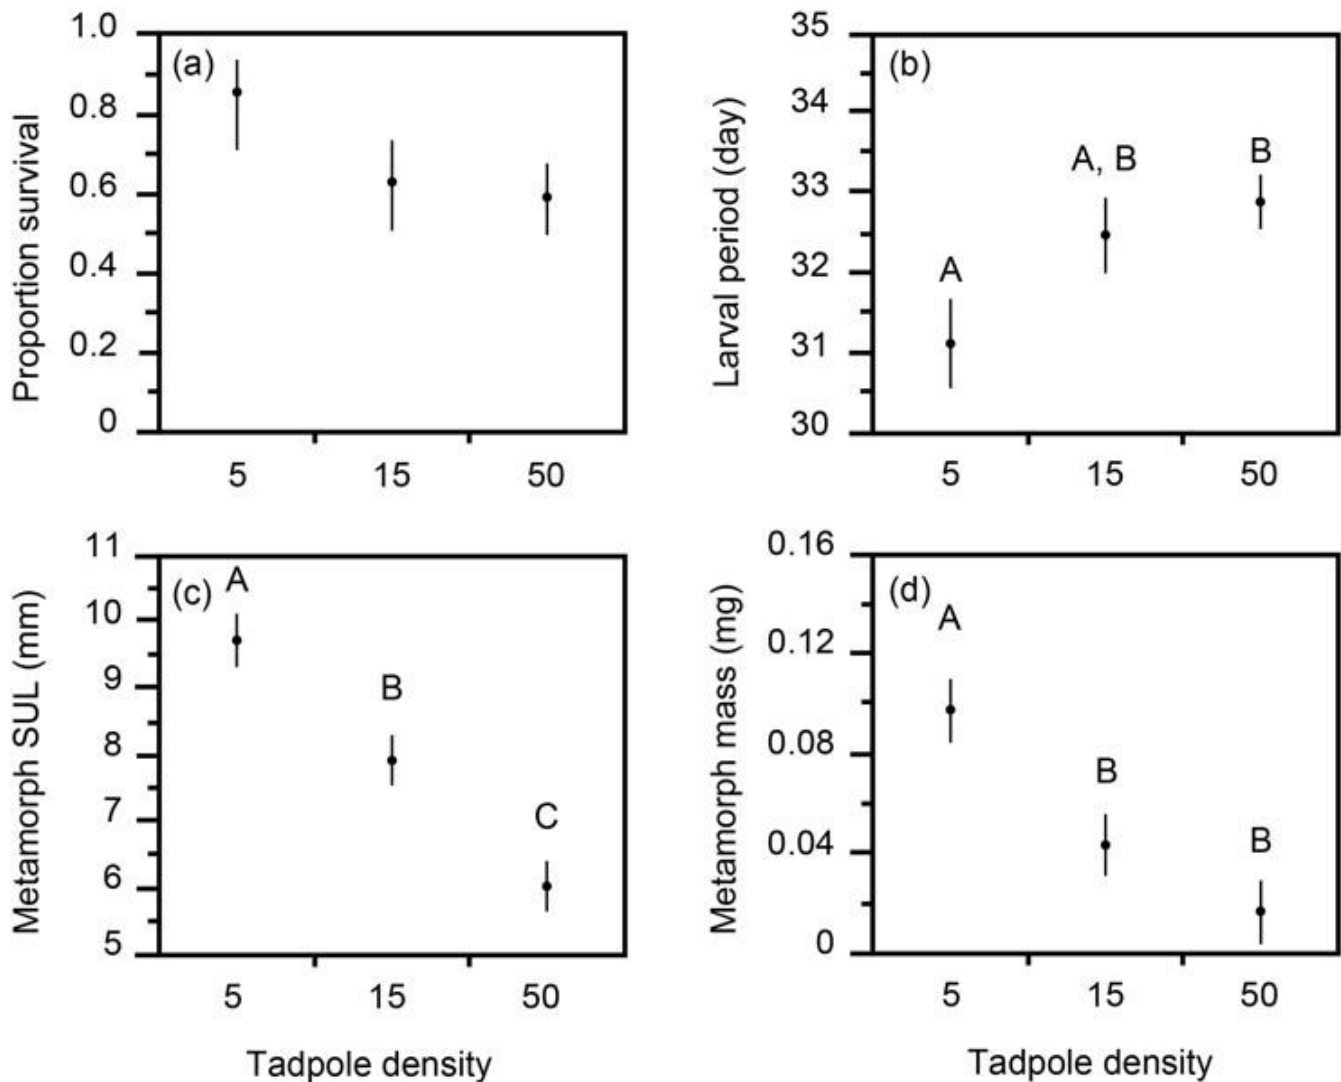 Proportion survival
1.0
0.8
0.6
0.4
0.2
0
(a)
5 15 50
Larval period (day)
35
34
33
32
31
30
(b)
A
A, B
B
5 15 50
Metamorph SUL (mm)
11
10
9
8
7
6
5
(c)
A
B
C
5 15 50
Tadpole density
Metamorph mass (mg)
0.16
0.12
0.08
0.04
0
(d)
A
B
B
5 15 50
Tadpole density